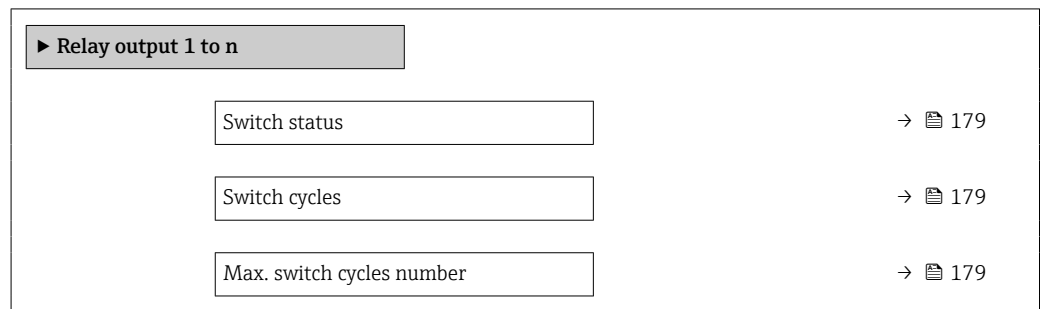 ▶ Relay output 1 to n
Switch status → 179
Switch cycles → 179
Max. switch cycles number → 179